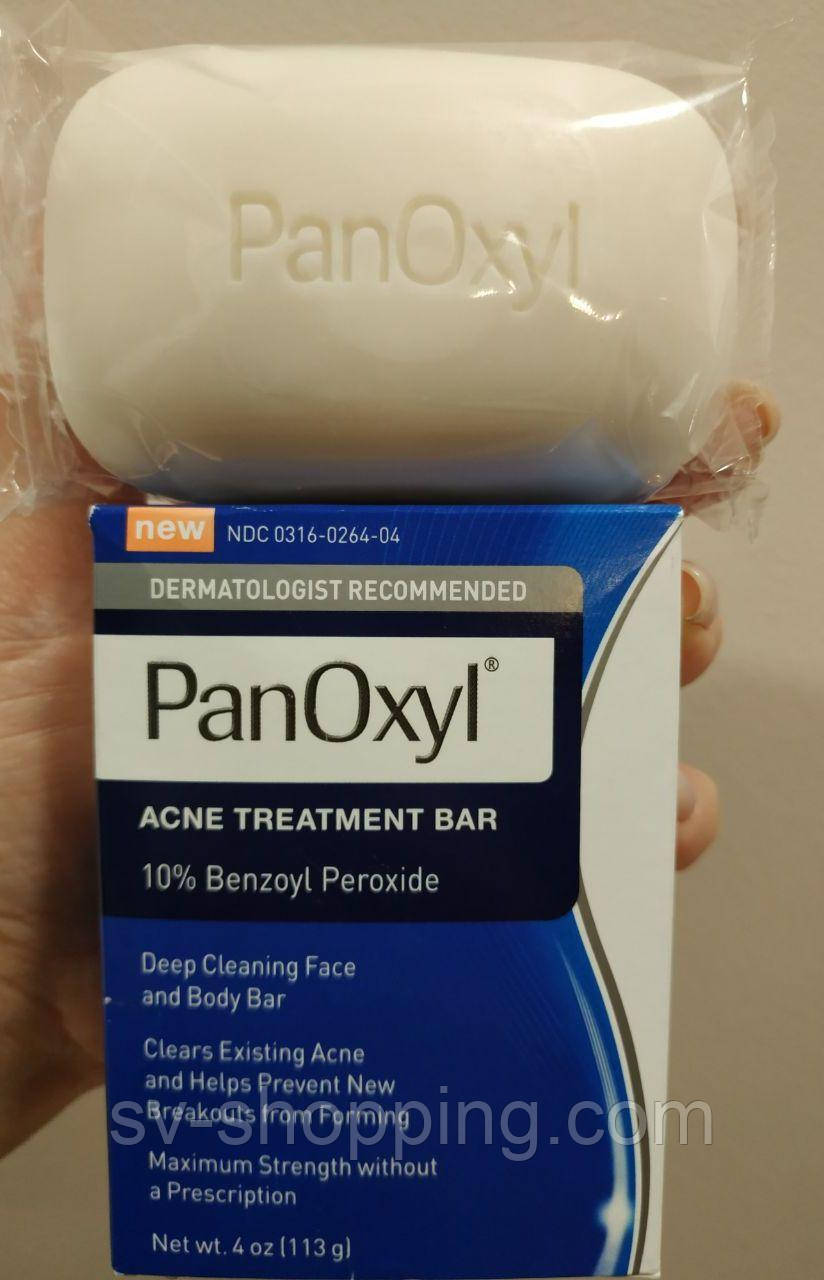 PanOxyl
new NDC 0316-0264-04
DERMATOLOGIST RECOMMENDED
PanOxyl®
ACNE TREATMENT BAR
10% Benzoyl Peroxide
Deep Cleaning Face
and Body Bar
Clears Existing Acne
and Helps Prevent New
Breakouts from Forming
sv-shopping.com
Maximum Strength without
a Prescription
Net wt. 4 oz (113 g)